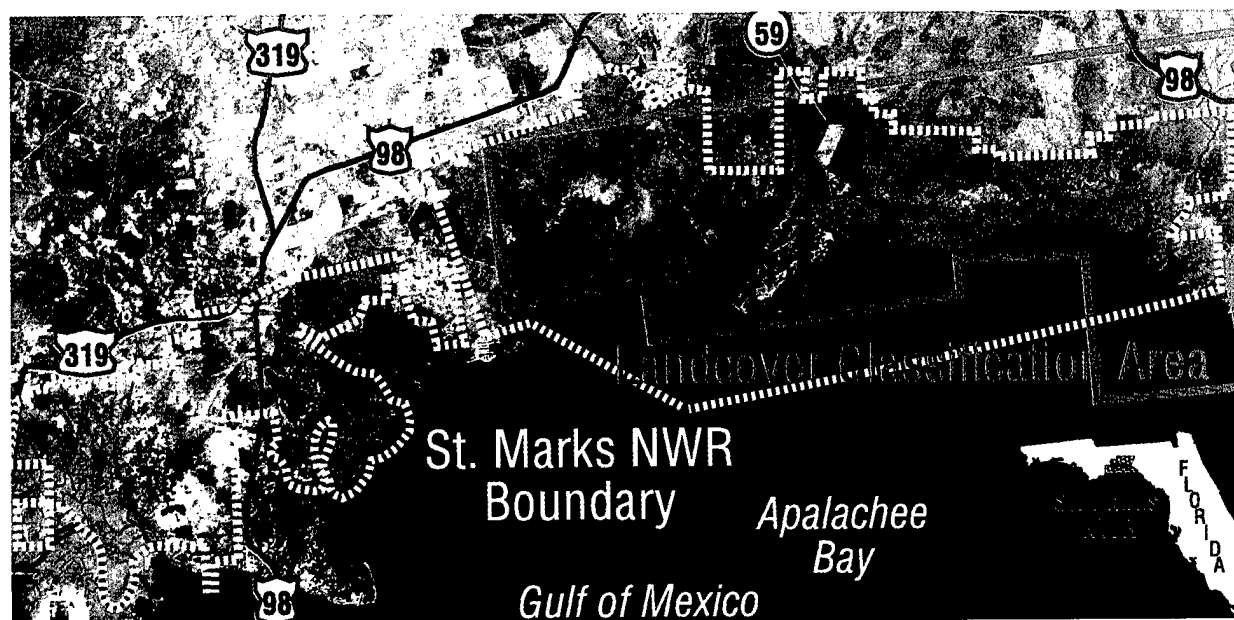 319
59
98
98
319
Landcover Classification Area
St. Marks NWR
Boundary
Apalachee
Bay
Gulf of Mexico
98
FLORIDA